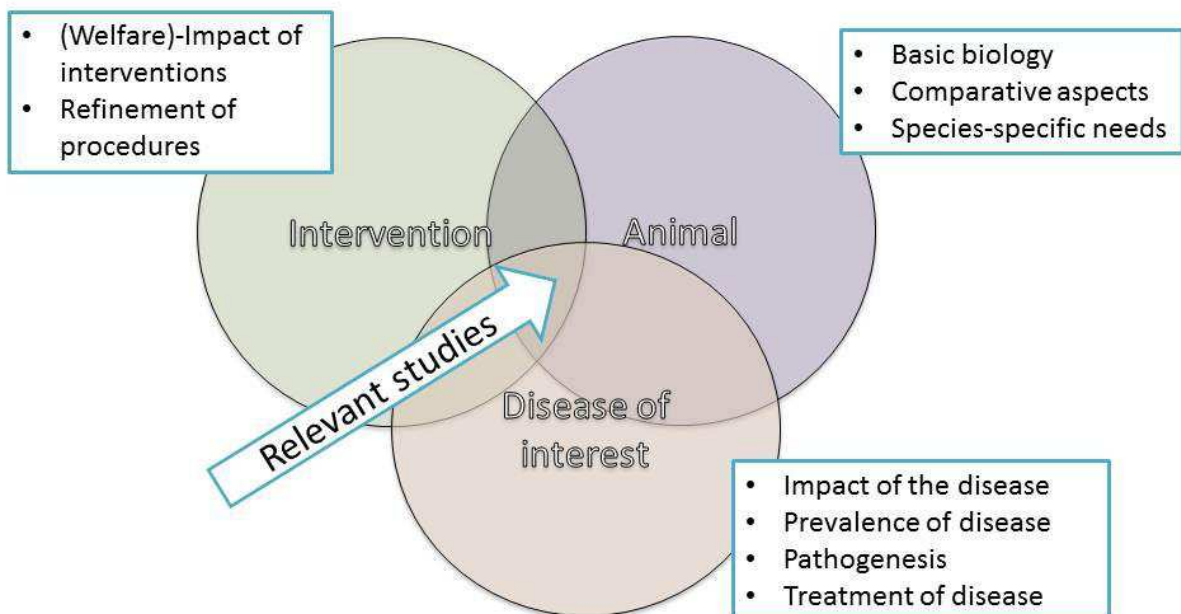 • (Welfare)-Impact of
interventions
• Refinement of
procedures
• Basic biology
• Comparative aspects
• Species-specific needs
Intervention
Animal
Relevant studies
Disease of
interest
• Impact of the disease
• Prevalence of disease
• Pathogenesis
• Treatment of disease